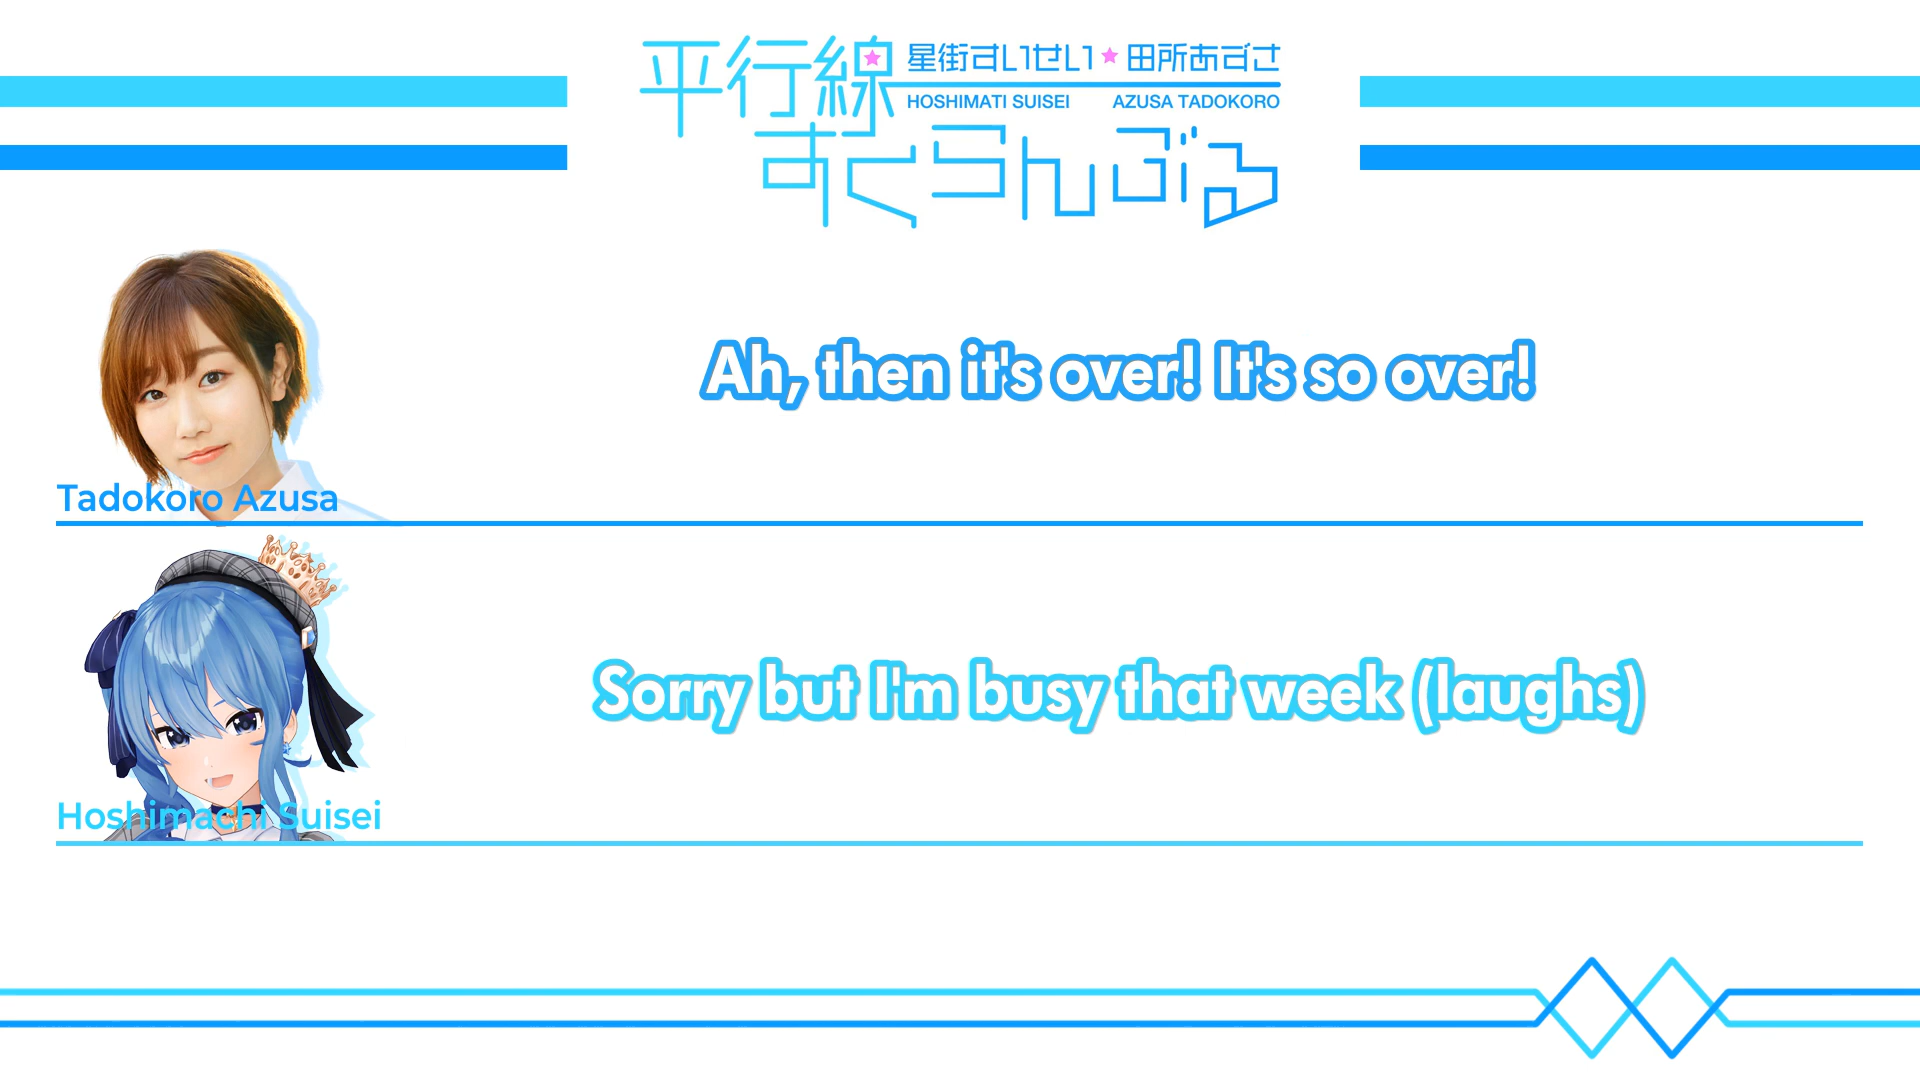 平行線
星街すいせい★田所あずさ
HOSHIMATI SUISEI AZUSA TADOKORO
すくらんぶる
Ah, then it's over! It's so over!
Tadokoro Azusa
Sorry but I'm busy that week (laughs)
Hoshimachi Suisei